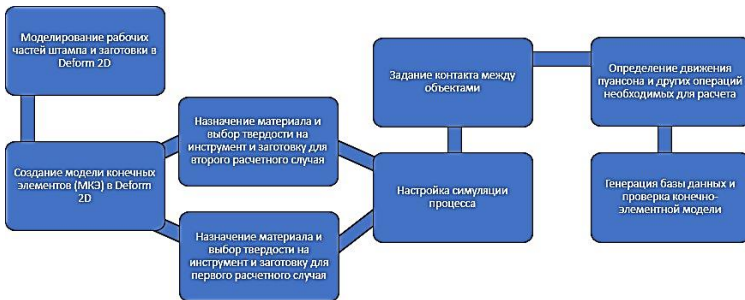 Моделирование рабочих
частей штампа и заготовки в
Deform 2D
Создание модели конечных
элементов (МКЭ) в Deform
2D
Назначение материала и
выбор твердости на
инструмент и заготовку для
второго расчетного случая
Назначение материала и
выбор твердости на
инструмент и заготовку для
первого расчетного случая
Настройка симуляции
процесса
Задание контакта между
объектами
Определение движения
пуансона и других операций
необходимых для расчета
Генерация базы данных и
проверка конечно-
элементной модели